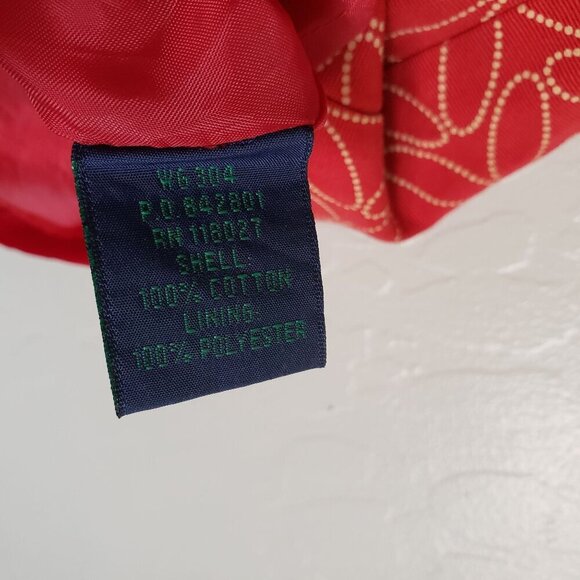 W6 304
P.O. 842801
RN 118027
SHELL:
100% COTTON
LINING:
100% POLYESTER